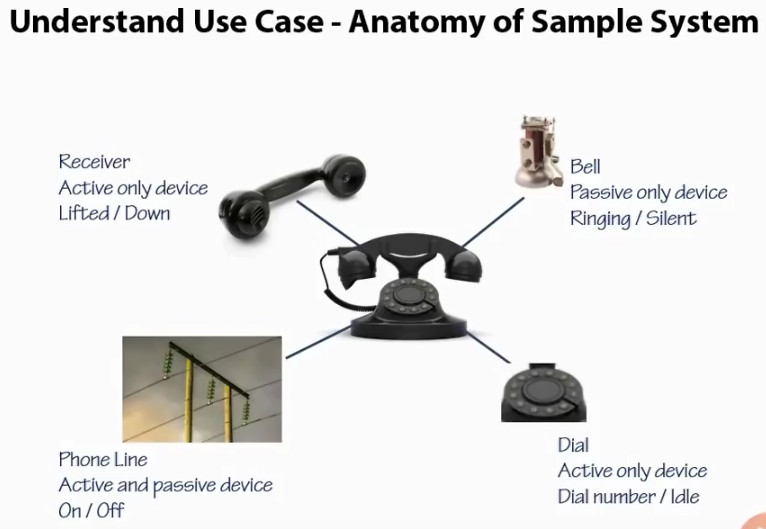 Understand Use Case - Anatomy of Sample System
Receiver
Active only device
Lifted / Down
Bell
Passive only device
Ringing / Silent
Phone Line
Active and passive device
On / Off
Dial
Active only device
Dial number / Idle